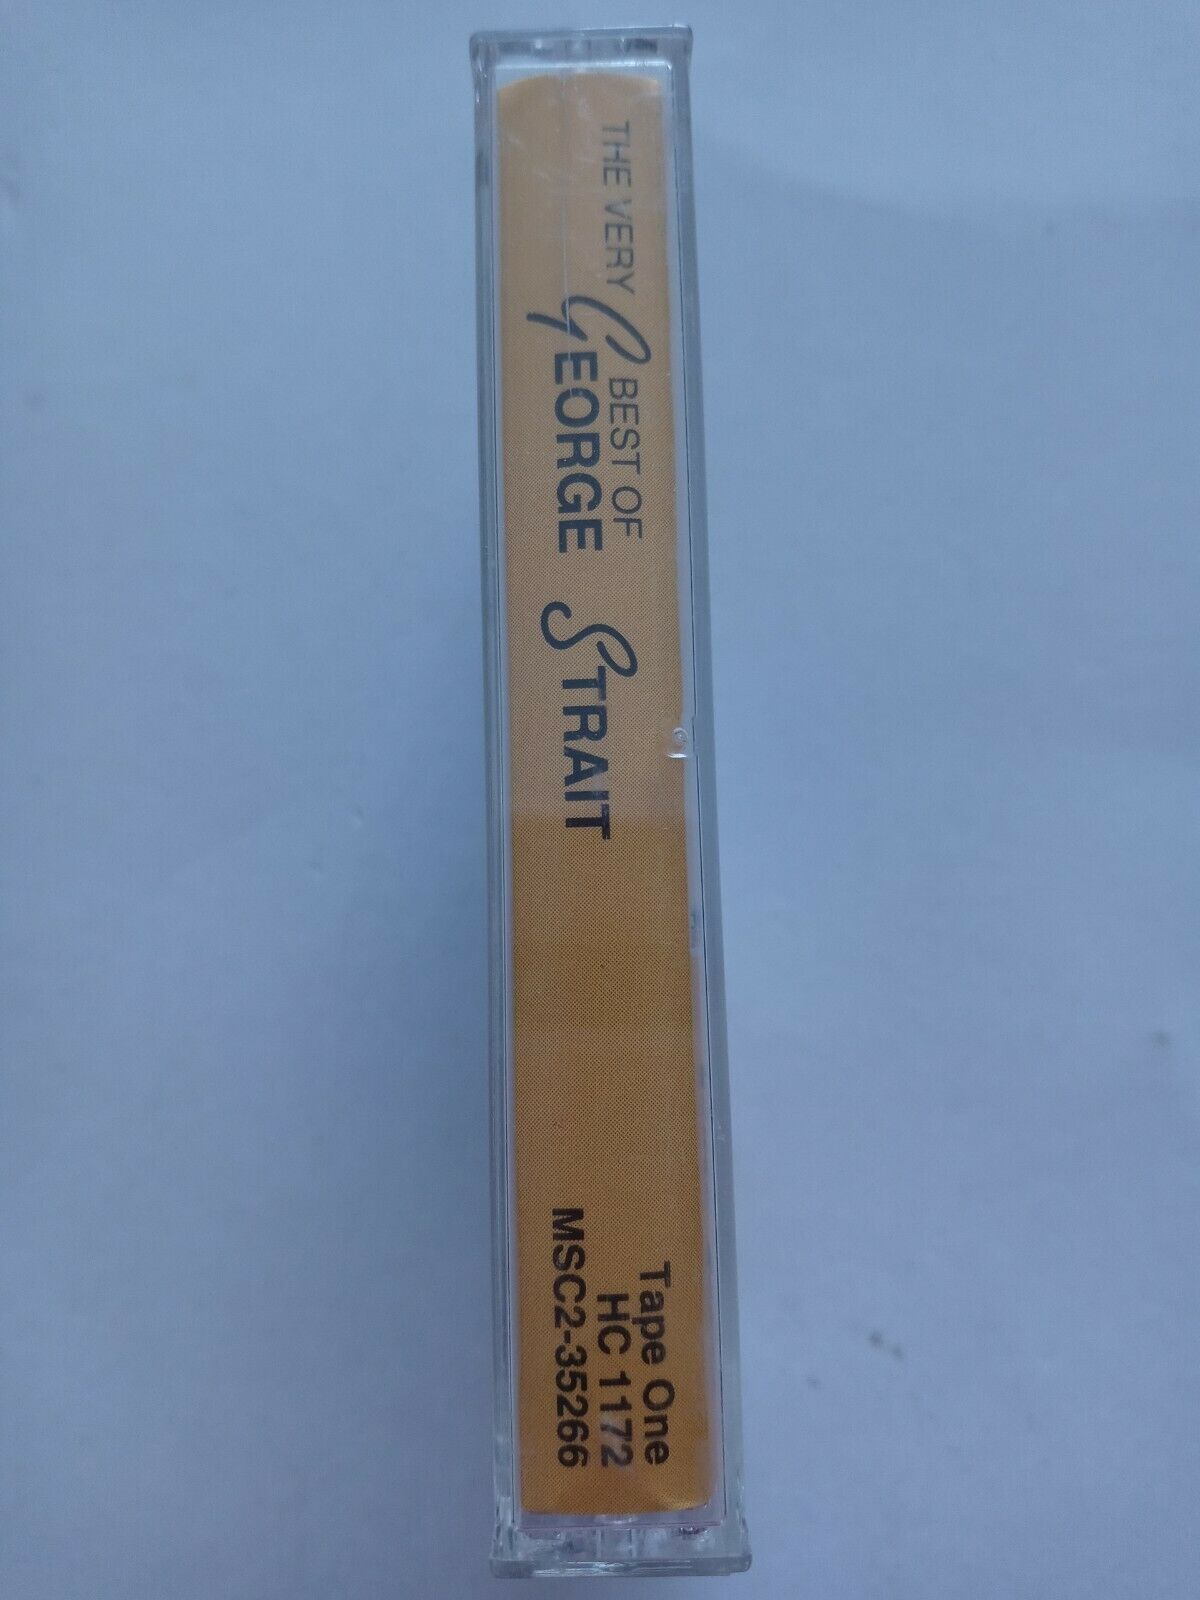 THE VERY BEST OF
GEORGE STRAIT
Tape One
HC 1172
MSC2-35266